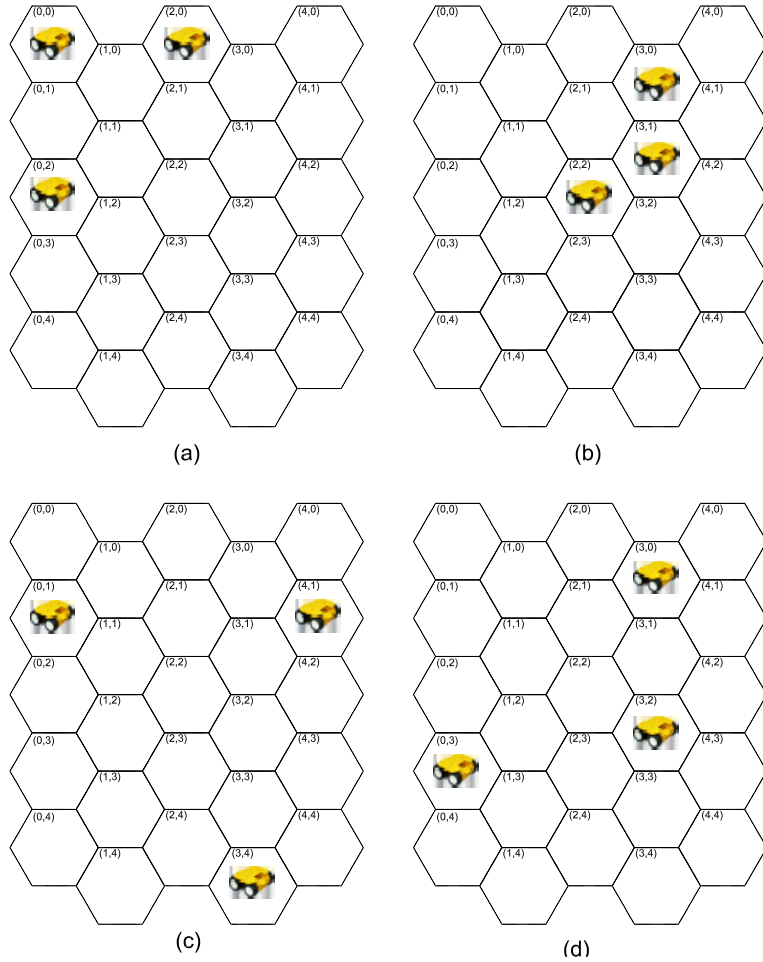 (0,0) (2,0) (4,0) (0,0) (2,0) (4,0)
(1,0) (3,0) (1,0) (3,0)
(0,1) (2,1) (4,1) (0,1) (2,1) (4,1)
(1,1) (3,1) (1,1) (3,1)
(0,2) (2,2) (4,2) (0,2) (2,2) (4,2)
(1,2) (3,2) (1,2) (3,2)
(0,3) (2,3) (4,3) (0,3) (2,3) (4,3)
(1,3) (3,3) (1,3) (3,3)
(0,4) (2,4) (4,4) (0,4) (2,4) (4,4)
(1,4) (3,4) (1,4) (3,4)
(a) (b)
(0,0) (2,0) (4,0) (0,0) (2,0) (4,0)
(1,0) (3,0) (1,0) (3,0)
(0,1) (2,1) (4,1) (0,1) (2,1) (4,1)
(1,1) (3,1) (1,1) (3,1)
(0,2) (2,2) (4,2) (0,2) (2,2) (4,2)
(1,2) (3,2) (1,2) (3,2)
(0,3) (2,3) (4,3) (0,3) (2,3) (4,3)
(1,3) (3,3) (1,3) (3,3)
(0,4) (2,4) (4,4) (0,4) (2,4) (4,4)
(1,4) (3,4) (1,4) (3,4)
(c) (d)